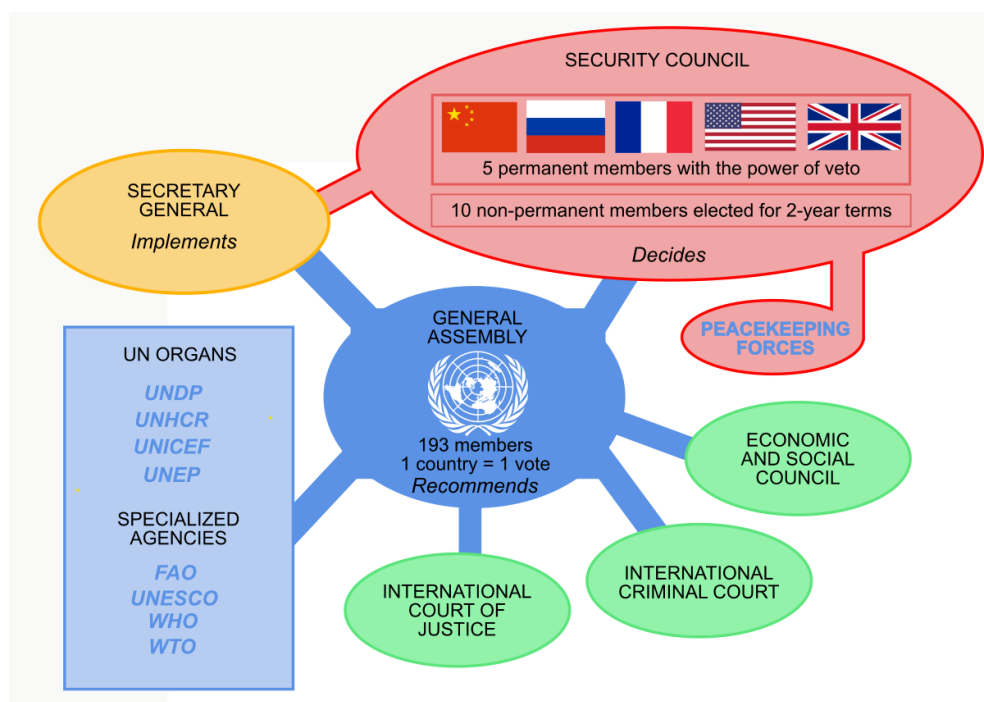 SECURITY COUNCIL
5 permanent members with the power of veto
10 non-permanent members elected for 2-year terms
Decides
SECRETARY
GENERAL
Implements
PEACEKEEPING
FORCES
GENERAL
ASSEMBLY
193 members
1 country = 1 vote
Recommends
UN ORGANS
UNDP
UNHCR
UNICEF
UNEP
SPECIALIZED
AGENCIES
FAO
UNESCO
WHO
WTO
ECONOMIC
AND SOCIAL
COUNCIL
INTERNATIONAL
CRIMINAL COURT
INTERNATIONAL
COURT OF
JUSTICE